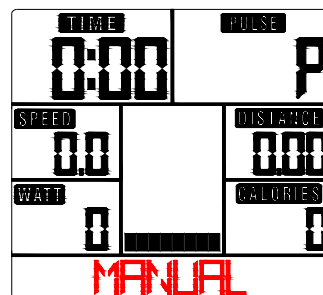 TIME PULSE
0:00 P
SPEED DISTANCE
0.0 0.00
WATT CALORIES
0 0
MANUAL